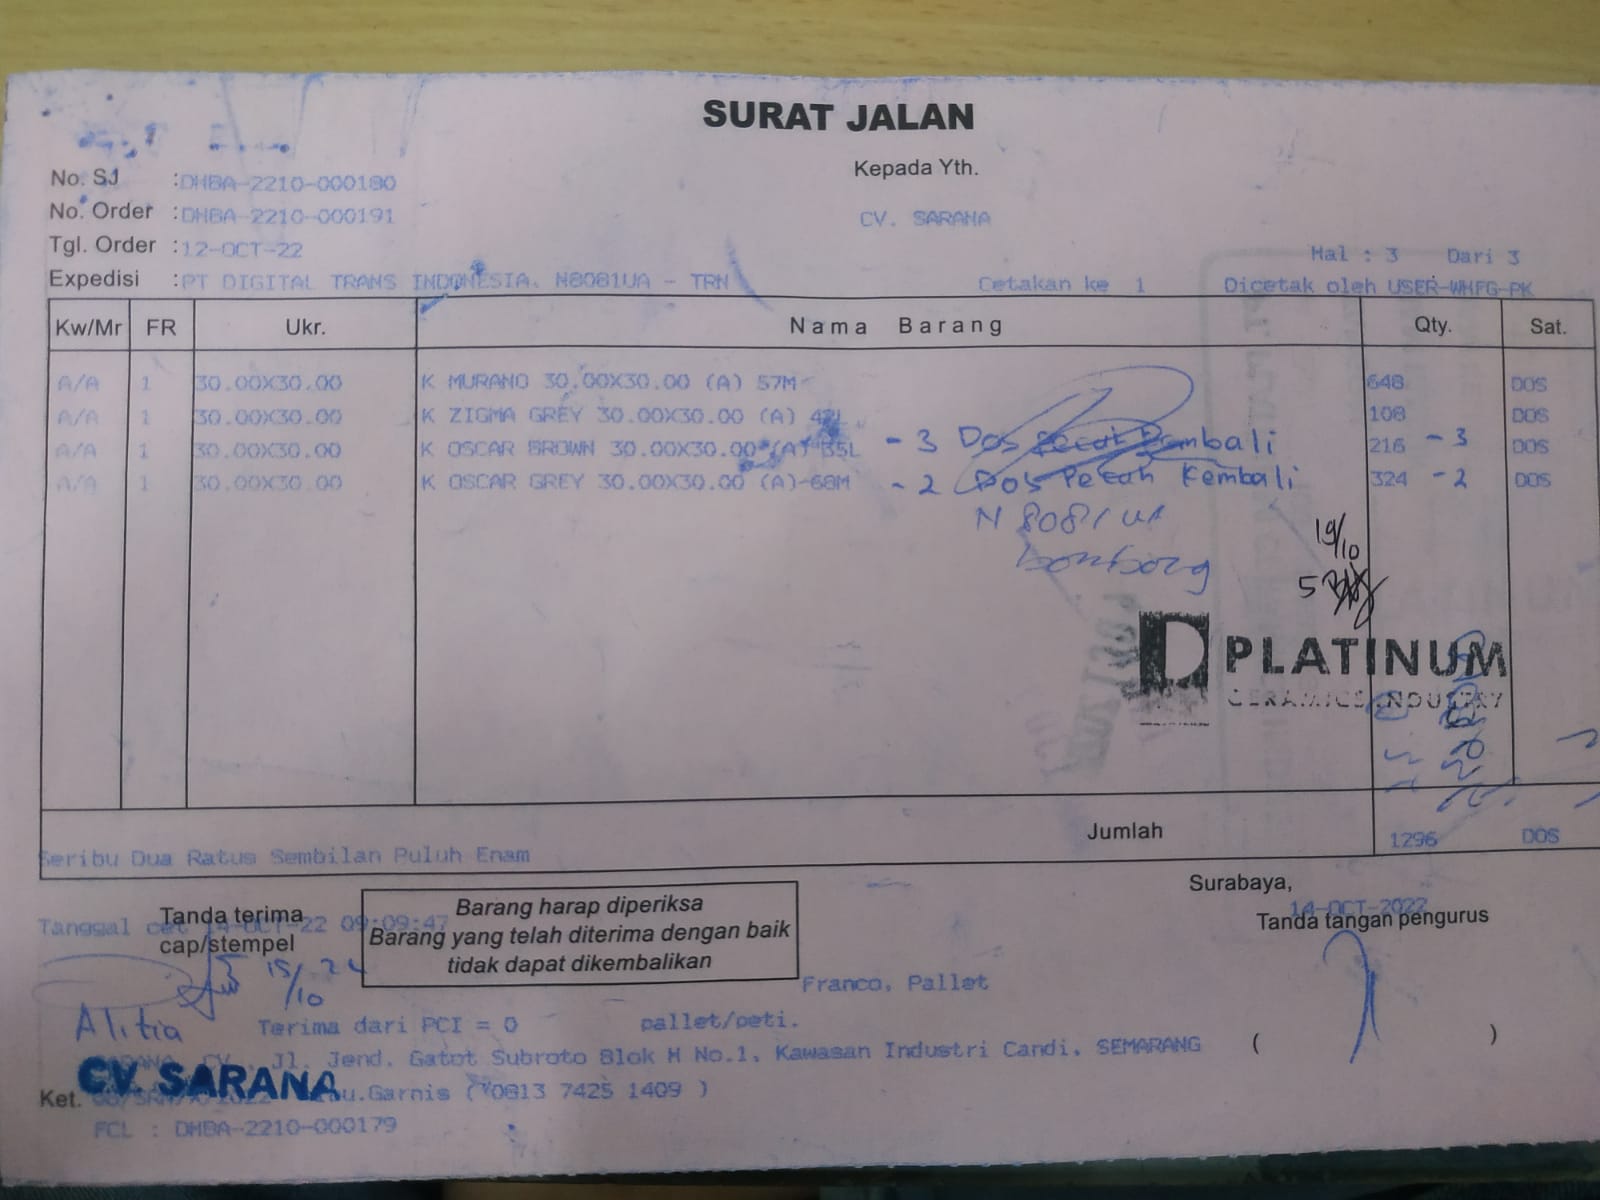 SURAT JALAN
Kepada Yth.
CV. SARANA
No. SJ : DHBA-2210-000180
No. Order : DHBA-2210-000191
Tgl. Order : 12-OCT-22
Expedisi : PT DIGITAL TRANS INDONESIA. N8081UA - TRN
Cetakan ke 1
Hal : 3 Dari 3
Dicetak oleh USER-WHFG-PK
Kw/Mr FR Ukr. Nama Barang Qty. Sat.
A/A 1 30.00X30.00 K MURANO 30.00X30.00 (A) 57M 648 DOS
A/A 1 30.00X30.00 K ZIGMA GREY 30.00X30.00 (A) 108 DOS
A/A 1 30.00X30.00 K OSCAR BROWN 30.00X30.00 (A) 35L - 3 Dos 216 - 3 DOS
A/A 1 30.00X30.00 K OSCAR GREY 30.00X30.00 (A)-68M - 2 Dos Pecah Kembali 324 - 2 DOS
N 8081 UA
19/10
5
PLATINUM
CERAMICS INDUSTRY
Jumlah 1296 DOS
Seribu Dua Ratus Sembilan Puluh Enam
Surabaya,
14-OCT-2022
Tanda tangan pengurus
( )
Tanggal cet 14-OCT-22 09:09:47
Tanda terima
cap/stempel
Barang harap diperiksa
Barang yang telah diterima dengan baik
tidak dapat dikembalikan
15/10
Franco, Pallet
Terima dari PCI = 0 pallet/peti.
SARANA, CV. Jl. Jend. Gatot Subroto Blok H No.1. Kawasan Industri Candi. SEMARANG
CV. SARANA
Ket. Garnis ( 0813 7425 1409 )
FCL : DHBA-2210-000179